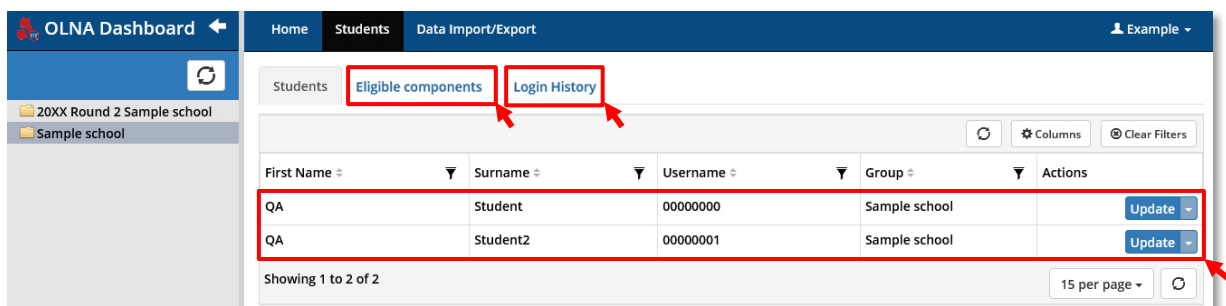 OLNA Dashboard
Home Students Data Import/Export Example
Students Eligible components Login History
20XX Round 2 Sample school
Sample school
Columns Clear Filters
First Name Surname Username Group Actions
QA Student 00000000 Sample school Update
QA Student2 00000001 Sample school Update
Showing 1 to 2 of 2
15 per page